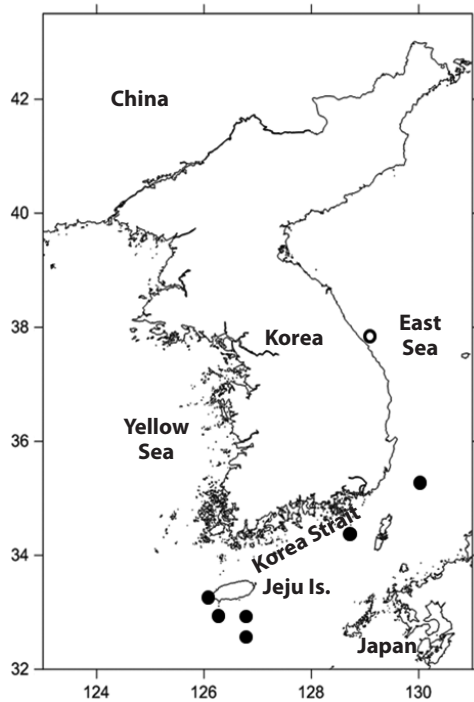 China
42
40
38
Korea
East
Sea
Yellow
Sea
36
Korea Strait
34
Jeju Is.
Japan
32
124
126
128
130